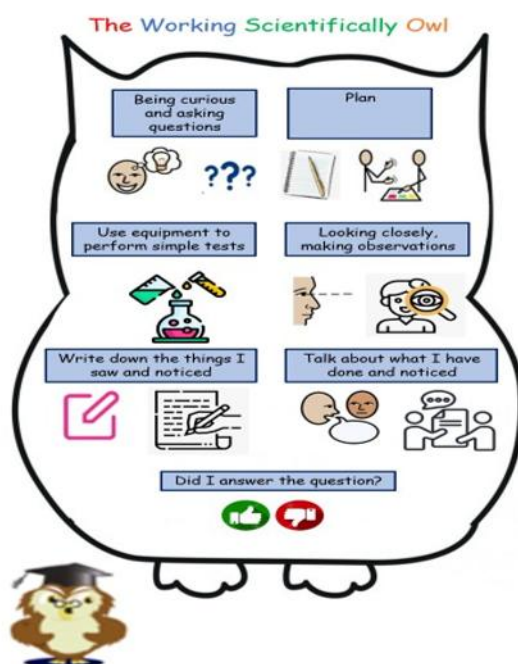 The Working Scientifically Owl
Being curious
and asking
questions
Plan
???
Use equipment to
perform simple tests
Looking closely,
making observations
Write down the things I
saw and noticed
Talk about what I have
done and noticed
Did I answer the question?